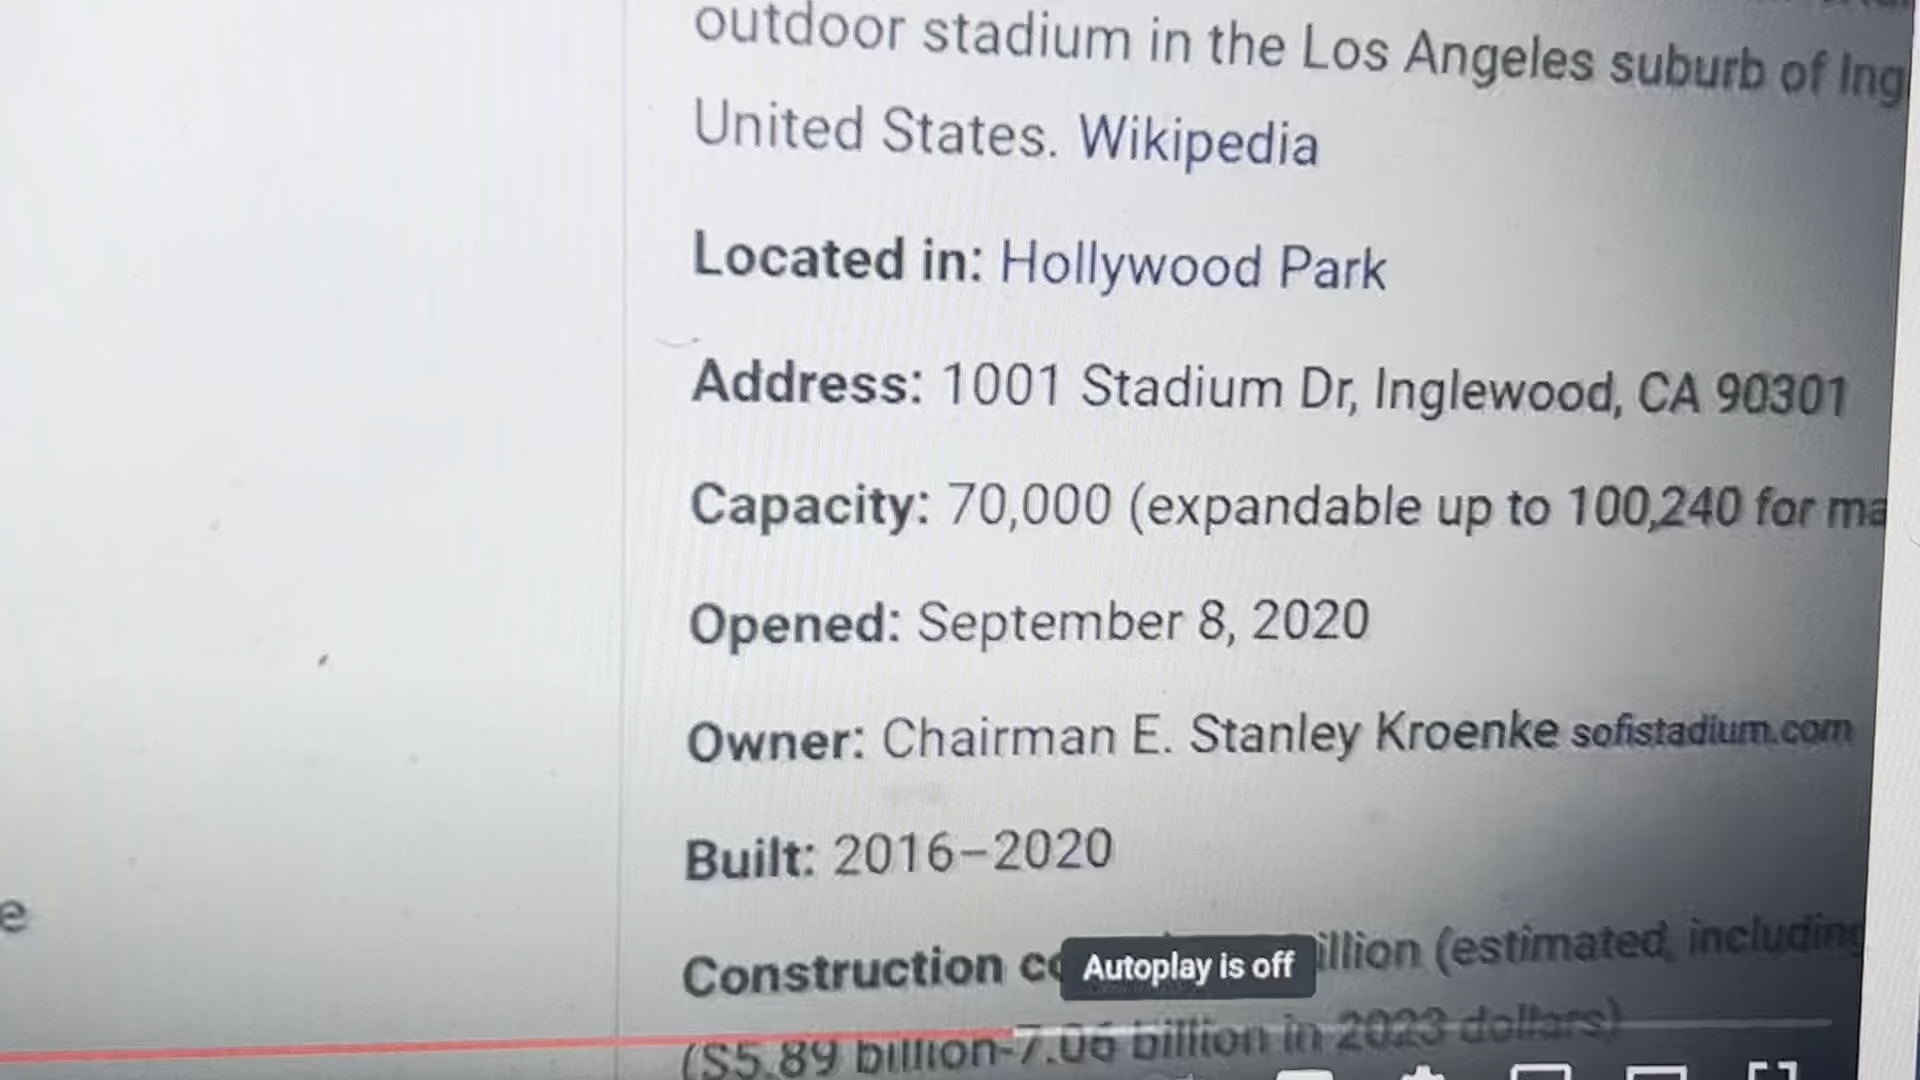 outdoor stadium in the Los Angeles suburb of Ing
United States. Wikipedia
Located in: Hollywood Park
Address: 1001 Stadium Dr, Inglewood, CA 90301
Capacity: 70,000 (expandable up to 100,240 for ma
Opened: September 8, 2020
Owner: Chairman E. Stanley Kroenke sofistadium.com
Built: 2016–2020
e
Construction co illion (estimated, including
Autoplay is off
($5.89 billion-7.06 billion in 2023 dollars)